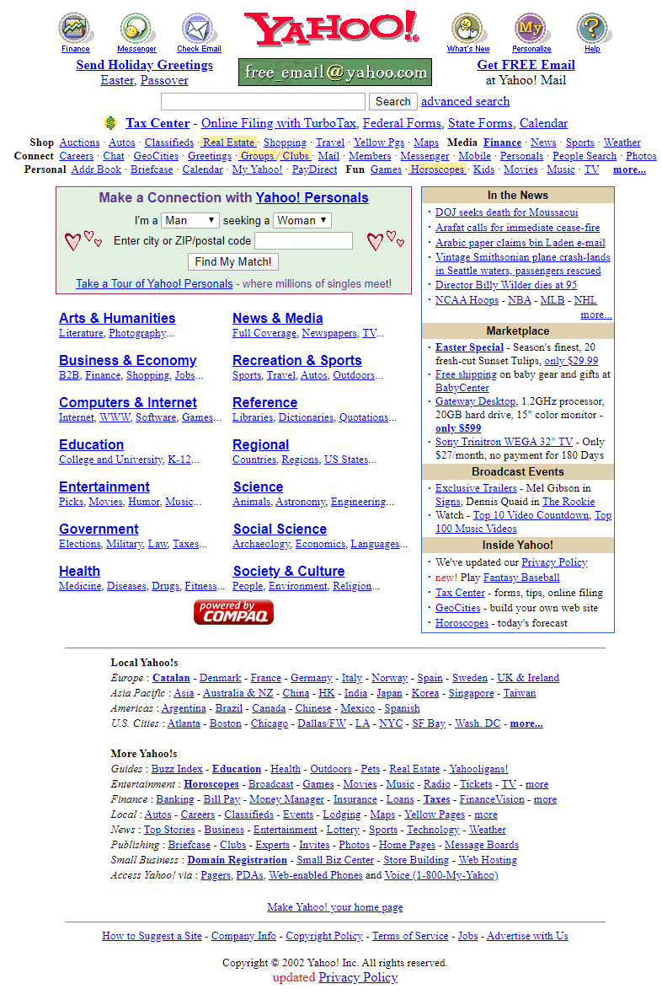 Finance
Messenger
Check Email
YAHOO!
What's New
Personalize
Help
My
Send Holiday Greetings
Easter, Passover
free_email@yahoo.com
Get FREE Email
at Yahoo! Mail
Search advanced search
$ Tax Center - Online Filing with TurboTax, Federal Forms, State Forms, Calendar
Shop Auctions · Autos · Classifieds · Real Estate · Shopping · Travel · Yellow Pgs · Maps Media Finance · News · Sports · Weather
Connect Careers · Chat · GeoCities · Greetings · Groups / Clubs · Mail · Members · Messenger · Mobile · Personals · People Search · Photos
Personal Addr Book · Briefcase · Calendar · My Yahoo! · PayDirect Fun Games · Horoscopes · Kids · Movies · Music · TV more...
Make a Connection with Yahoo! Personals
I'm a Man seeking a Woman
Enter city or ZIP/postal code
Find My Match!
Take a Tour of Yahoo! Personals - where millions of singles meet!
Arts & Humanities
Literature, Photography...
News & Media
Full Coverage, Newspapers, TV...
Business & Economy
B2B, Finance, Shopping, Jobs...
Recreation & Sports
Sports, Travel, Autos, Outdoors...
Computers & Internet
Internet, WWW, Software, Games...
Reference
Libraries, Dictionaries, Quotations...
Education
College and University, K-12...
Regional
Countries, Regions, US States...
Entertainment
Picks, Movies, Humor, Music...
Science
Animals, Astronomy, Engineering...
Government
Elections, Military, Law, Taxes...
Social Science
Archaeology, Economics, Languages...
Health
Medicine, Diseases, Drugs, Fitness...
Society & Culture
People, Environment, Religion...
powered by
COMPAQ
In the News
· DOJ seeks death for Moussaoui
· Arafat calls for immediate cease-fire
· Arabic paper claims bin Laden e-mail
· Vintage Smithsonian plane crash-lands
in Seattle waters, passengers rescued
· Director Billy Wilder dies at 95
· NCAA Hoops - NBA - MLB - NHL
more...
Marketplace
· Easter Special - Season's finest, 20
fresh-cut Sunset Tulips, only $29.99
· Free shipping on baby gear and gifts at
BabyCenter
· Gateway Desktop, 1.2GHz processor,
20GB hard drive, 15" color monitor -
only $599
· Sony Trinitron WEGA 32" TV - Only
$27/month, no payment for 180 Days
Broadcast Events
· Exclusive Trailers - Mel Gibson in
Signs, Dennis Quaid in The Rookie
· Watch - Top 10 Video Countdown, Top
100 Music Videos
Inside Yahoo!
· We've updated our Privacy Policy
· new! Play Fantasy Baseball
· Tax Center - forms, tips, online filing
· GeoCities - build your own web site
· Horoscopes - today's forecast
Local Yahoo!s
Europe : Catalan - Denmark - France - Germany - Italy - Norway - Spain - Sweden - UK & Ireland
Asia Pacific : Asia - Australia & NZ - China - HK - India - Japan - Korea - Singapore - Taiwan
Americas : Argentina - Brazil - Canada - Chinese - Mexico - Spanish
U.S. Cities : Atlanta - Boston - Chicago - Dallas/FW - LA - NYC - SF Bay - Wash. DC - more...
More Yahoo!s
Guides : Buzz Index - Education - Health - Outdoors - Pets - Real Estate - Yahooligans!
Entertainment : Horoscopes - Broadcast - Games - Movies - Music - Radio - Tickets - TV - more
Finance : Banking - Bill Pay - Money Manager - Insurance - Loans - Taxes - FinanceVision - more
Local : Autos - Careers - Classifieds - Events - Lodging - Maps - Yellow Pages - more
News : Top Stories - Business - Entertainment - Lottery - Sports - Technology - Weather
Publishing : Briefcase - Clubs - Experts - Invites - Photos - Home Pages - Message Boards
Small Business : Domain Registration - Small Biz Center - Store Building - Web Hosting
Access Yahoo! via : Pagers, PDAs, Web-enabled Phones and Voice (1-800-My-Yahoo)
Make Yahoo! your home page
How to Suggest a Site - Company Info - Copyright Policy - Terms of Service - Jobs - Advertise with Us
Copyright © 2002 Yahoo! Inc. All rights reserved.
updated Privacy Policy